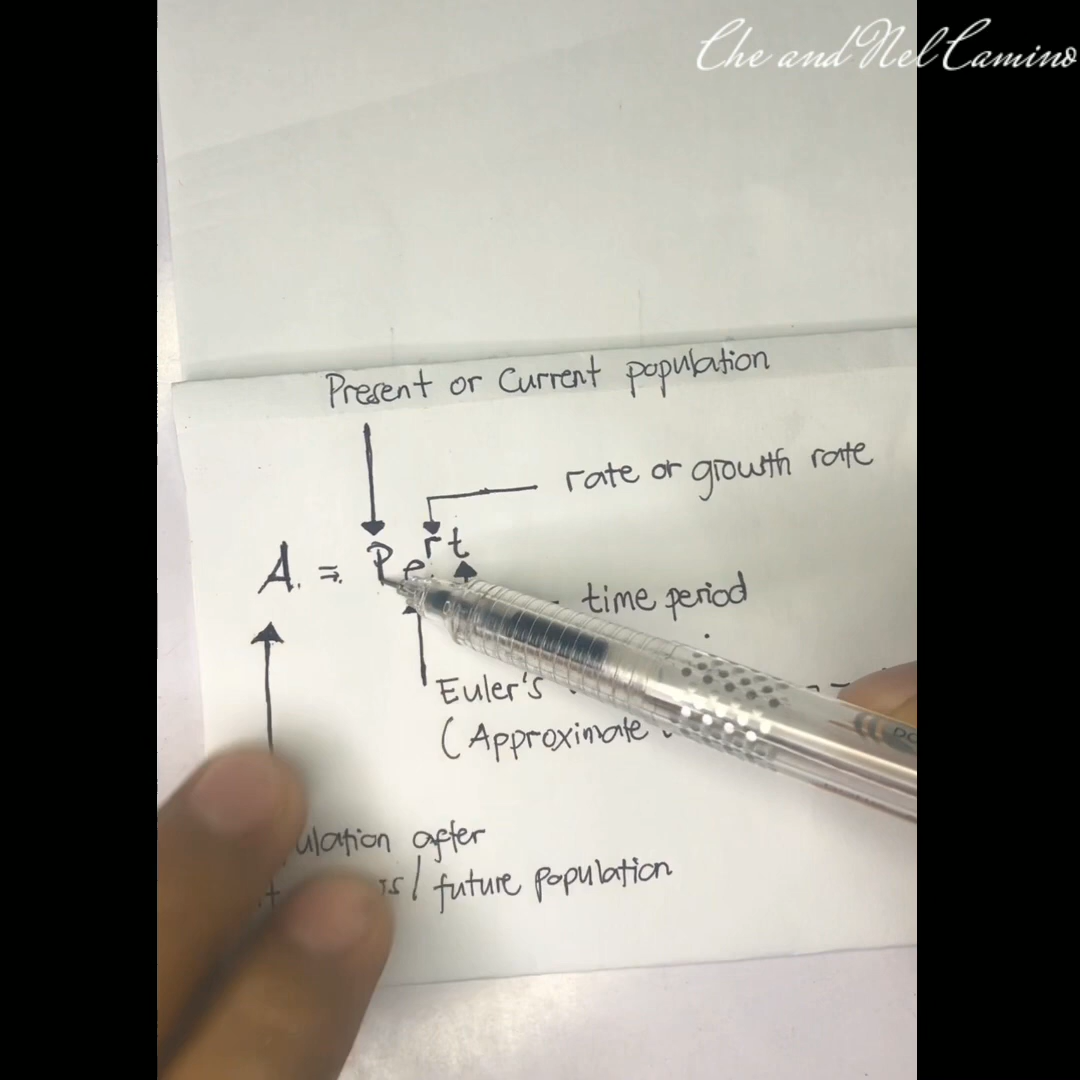 Che and Nel Camino
Present or Current population
rate or growth rate
A = Pe rt
time period
Euler's
(Approximate
after
future population